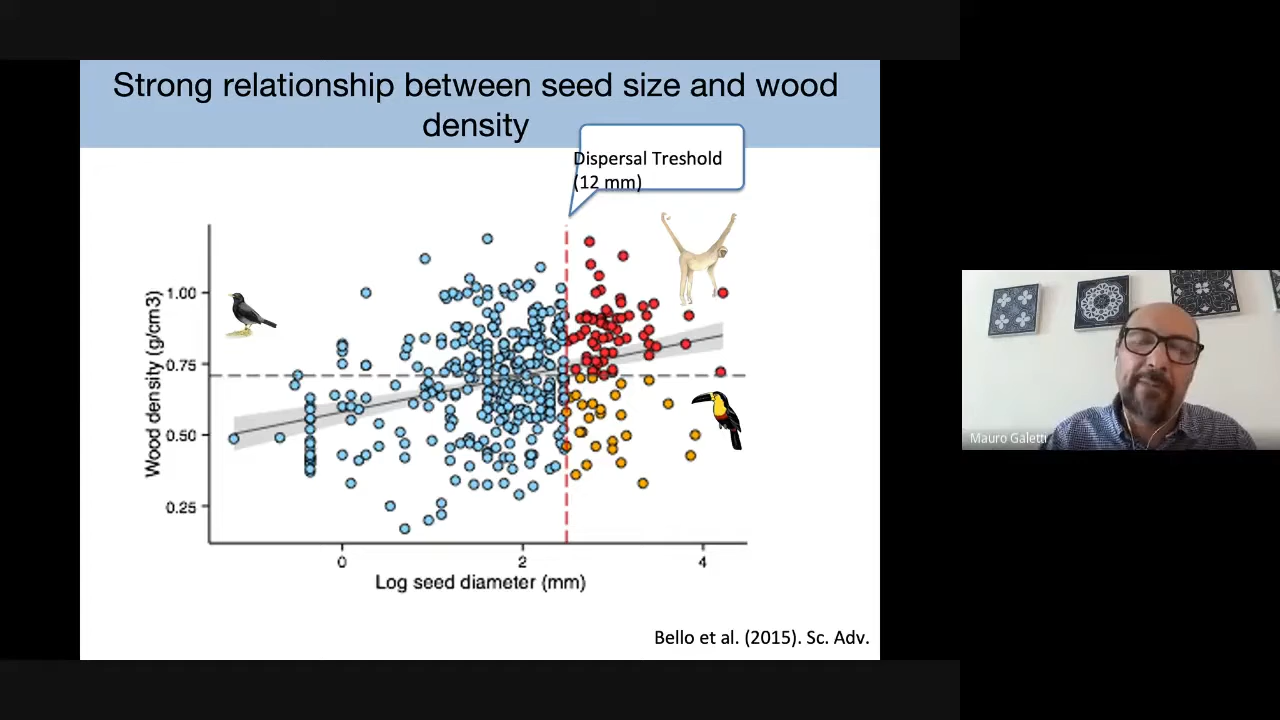 Strong relationship between seed size and wood
density
Dispersal Treshold
(12 mm)
Wood density (g/cm3)
1.00
0.75
0.50
0.25
0
2
4
Log seed diameter (mm)
Bello et al. (2015). Sc. Adv.
Mauro Galetti